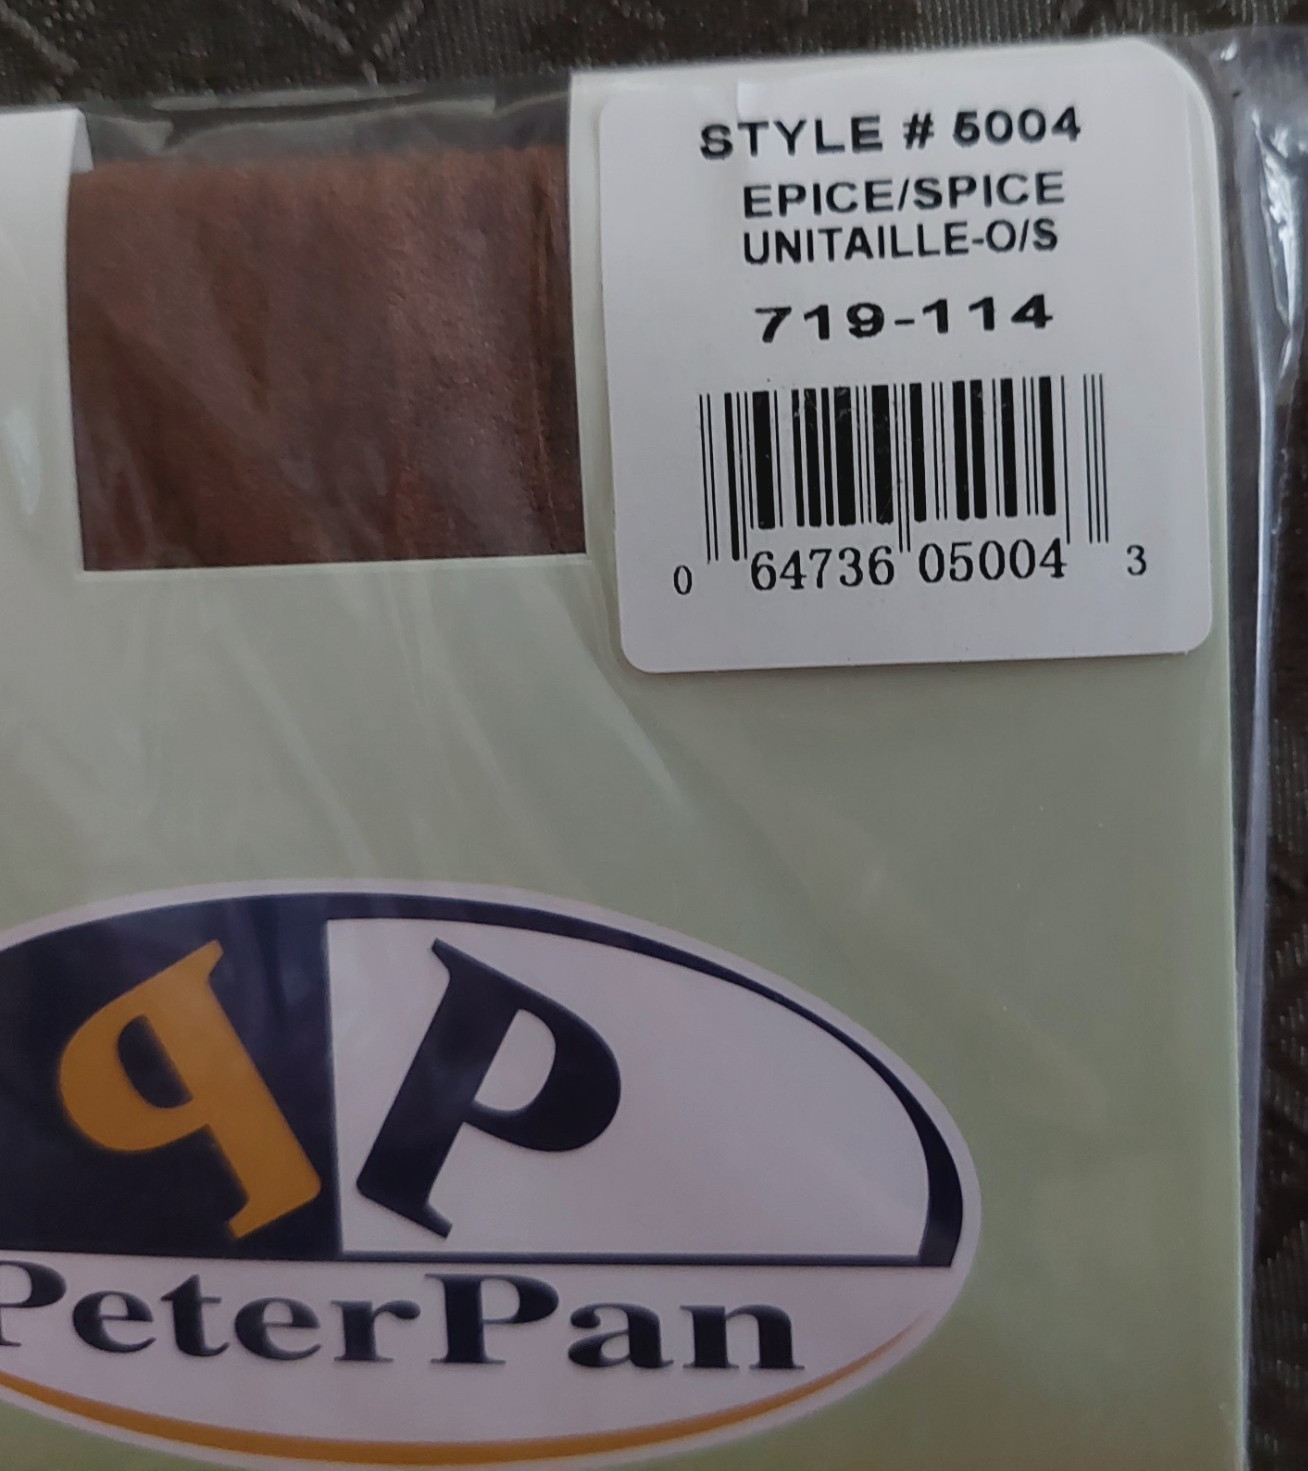 STYLE # 5004
EPICE/SPICE
UNITAILLE-O/S
719-114
0 64736 05004 3
P P
PeterPan